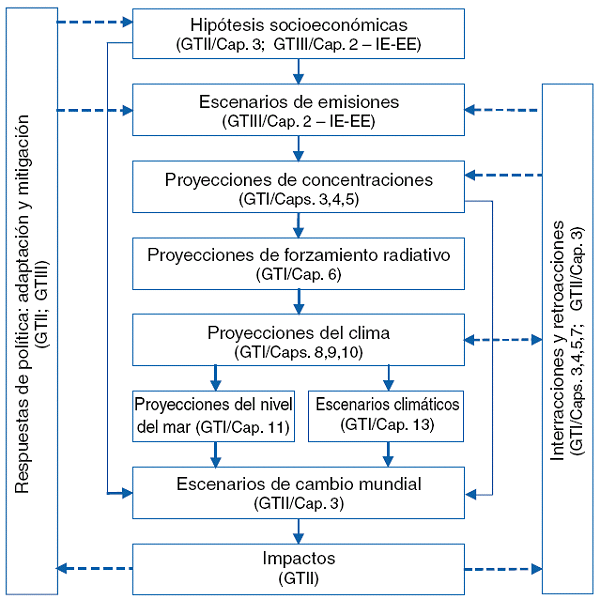 Hipótesis socioeconómicas
(GTII/Cap. 3; GTIII/Cap. 2 – IE-EE)
Escenarios de emisiones
(GTIII/Cap. 2 – IE-EE)
Proyecciones de concentraciones
(GTI/Caps. 3,4,5)
Proyecciones de forzamiento radiativo
(GTI/Cap. 6)
Proyecciones del clima
(GTI/Caps. 8,9,10)
Proyecciones del nivel
del mar (GTI/Cap. 11)
Escenarios climáticos
(GTI/Cap. 13)
Escenarios de cambio mundial
(GTII/Cap. 3)
Impactos
(GTII)
Respuestas de política: adaptación y mitigación
(GTII; GTIII)
Interracciones y retroacciones
(GTI/Caps. 3,4,5,7; GTII/Cap. 3)